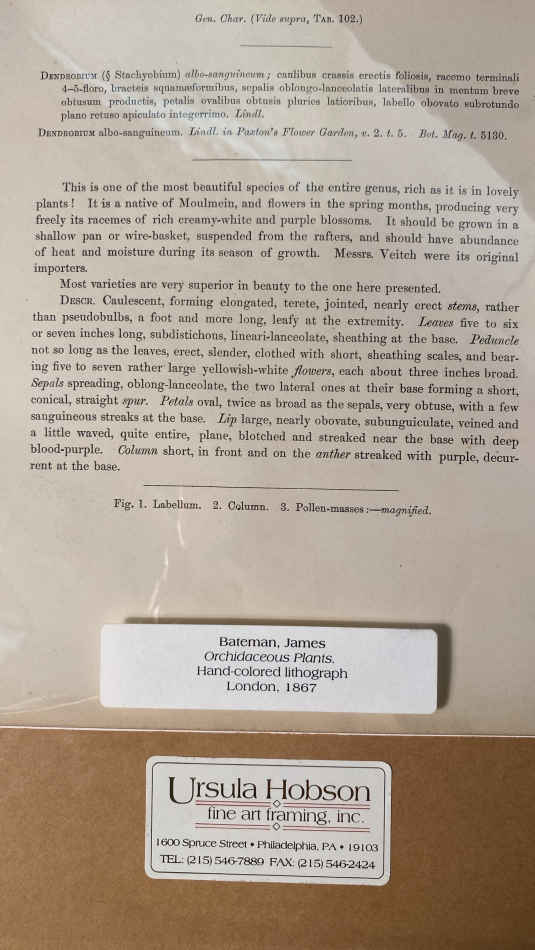 Gen. Char. (Vide supra, Tab. 102.)
Dendrobium (§ Stachyobium) albo-sanguineum; caulibus crassis erectis foliosis, racemo terminali
4–5-floro, bracteis squamæformibus, sepalis oblongo-lanceolatis lateralibus in mentum breve
obtusum productis, petalis ovalibus obtusis pluries latioribus, labello obovato subrotundo
plano retuso apiculato integerrimo. Lindl.
Dendrobium albo-sanguineum. Lindl. in Paxton's Flower Garden, v. 2. t. 5. Bot. Mag. t. 5130.
This is one of the most beautiful species of the entire genus, rich as it is in lovely
plants! It is a native of Moulmein, and flowers in the spring months, producing very
freely its racemes of rich creamy-white and purple blossoms. It should be grown in a
shallow pan or wire-basket, suspended from the rafters, and should have abundance
of heat and moisture during its season of growth. Messrs. Veitch were its original
importers.
Most varieties are very superior in beauty to the one here presented.
Descr. Caulescent, forming elongated, terete, jointed, nearly erect stems, rather
than pseudobulbs, a foot and more long, leafy at the extremity. Leaves five to six
or seven inches long, subdistichous, lineari-lanceolate, sheathing at the base. Peduncle
not so long as the leaves, erect, slender, clothed with short, sheathing scales, and bear-
ing five to seven rather large yellowish-white flowers, each about three inches broad.
Sepals spreading, oblong-lanceolate, the two lateral ones at their base forming a short,
conical, straight spur. Petals oval, twice as broad as the sepals, very obtuse, with a few
sanguineous streaks at the base. Lip large, nearly obovate, subunguiculate, veined and
a little waved, quite entire, plane, blotched and streaked near the base with deep
blood-purple. Column short, in front and on the anther streaked with purple, decur-
rent at the base.
Fig. 1. Labellum. 2. Column. 3. Pollen-masses:—magnified.
Bateman, James
Orchidaceous Plants.
Hand-colored lithograph
London, 1867
Ursula Hobson
fine art framing, inc.
1600 Spruce Street • Philadelphia, PA • 19103
TEL: (215) 546-7889 FAX: (215) 546-2424